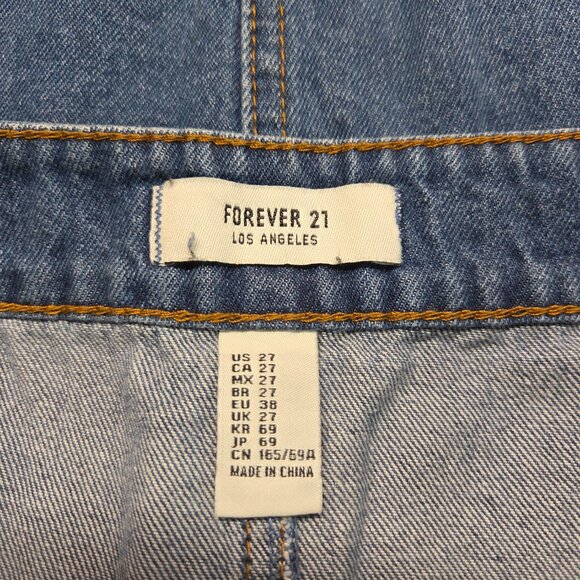 FOREVER 21
LOS ANGELES
US 27
CA 27
MX 27
BR 27
EU 38
UK 27
KR 69
JP 69
CN 165/69A
MADE IN CHINA